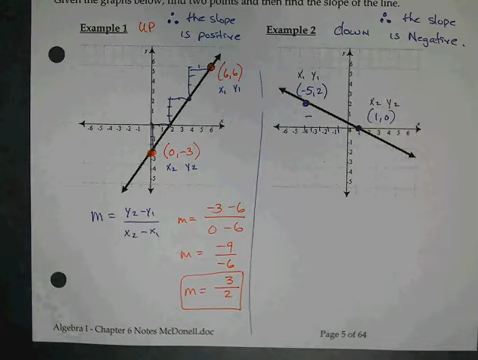 Given the graphs below, find two points and then find the slope of the line.
Example 1 UP ∴ the slope is positive
(6,6)
x₁ y₁
(0,-3)
x₂ y₂
m = y₂-y₁ / x₂-x₁
m = -3-6 / 0-6
m = -9 / -6
m = 3 / 2
Example 2 down ∴ the slope is Negative.
x₁ y₁
(-5,2)
x₂ y₂
(1,0)
Algebra I - Chapter 6 Notes McDonell.doc
Page 5 of 64